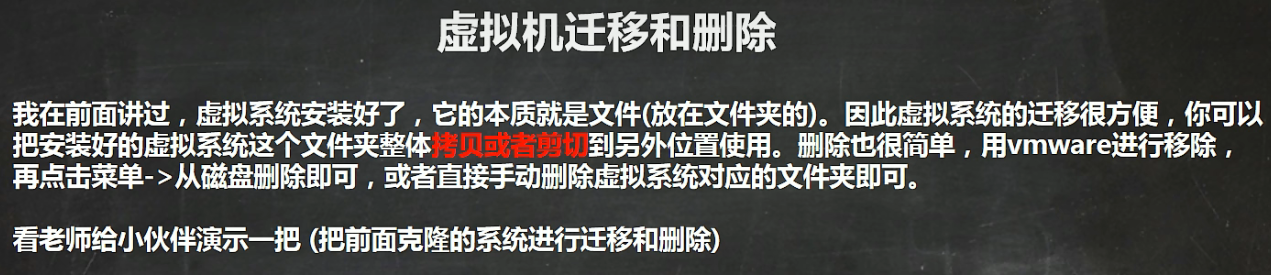 虚拟机迁移和删除
我在前面讲过，虚拟系统安装好了，它的本质就是文件(放在文件夹的)。因此虚拟系统的迁移很方便，你可以
把安装好的虚拟系统这个文件夹整体拷贝或者剪切到另外位置使用。删除也很简单，用vmware进行移除，
再点击菜单->从磁盘删除即可，或者直接手动删除虚拟系统对应的文件夹即可。
看老师给小伙伴演示一把 (把前面克隆的系统进行迁移和删除)